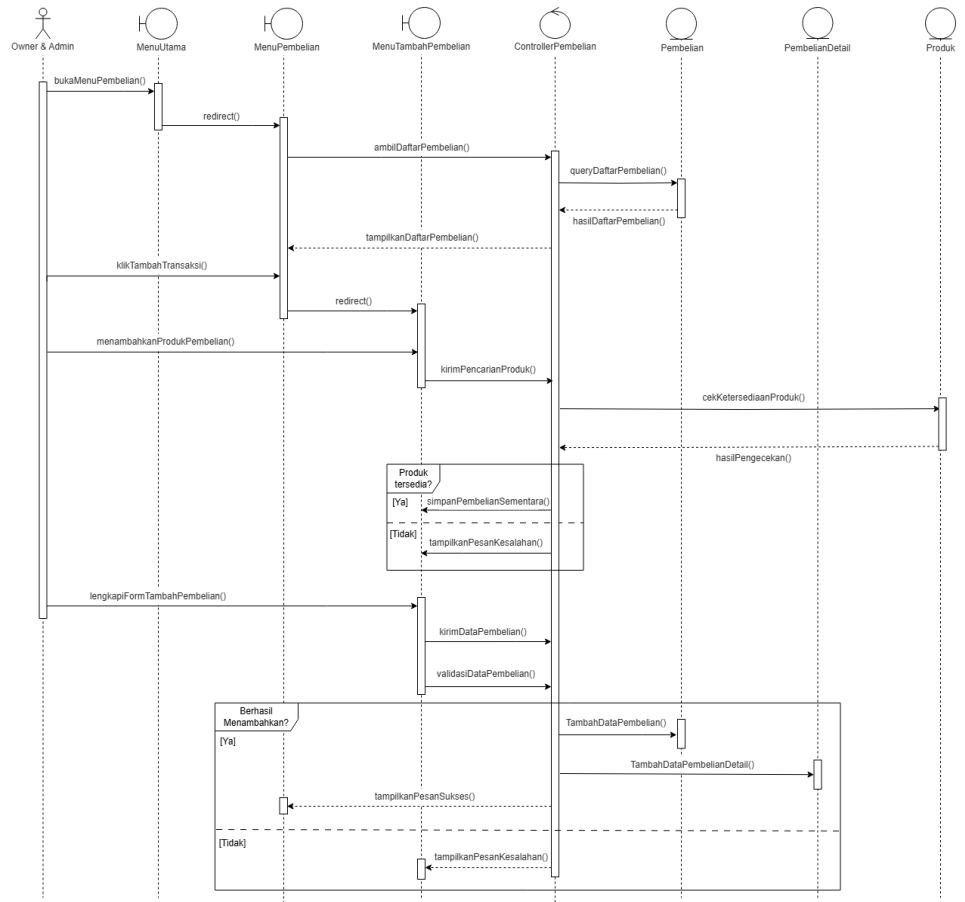 Owner & Admin
MenuUtama
MenuPembelian
MenuTambahPembelian
ControllerPembelian
Pembelian
PembelianDetail
Produk
bukaMenuPembelian()
redirect()
ambilDaftarPembelian()
queryDaftarPembelian()
hasilDaftarPembelian()
tampilkanDaftarPembelian()
klikTambahTransaksi()
redirect()
menambahkanProdukPembelian()
kirimPencarianProduk()
cekKetersediaanProduk()
hasilPengecekan()
Produk
tersedia?
[Ya]
simpanPembelianSementara()
[Tidak]
tampilkanPesanKesalahan()
lengkapiFormTambahPembelian()
kirimDataPembelian()
validasiDataPembelian()
Berhasil
Menambahkan?
[Ya]
TambahDataPembelian()
TambahDataPembelianDetail()
tampilkanPesanSukses()
[Tidak]
tampilkanPesanKesalahan()